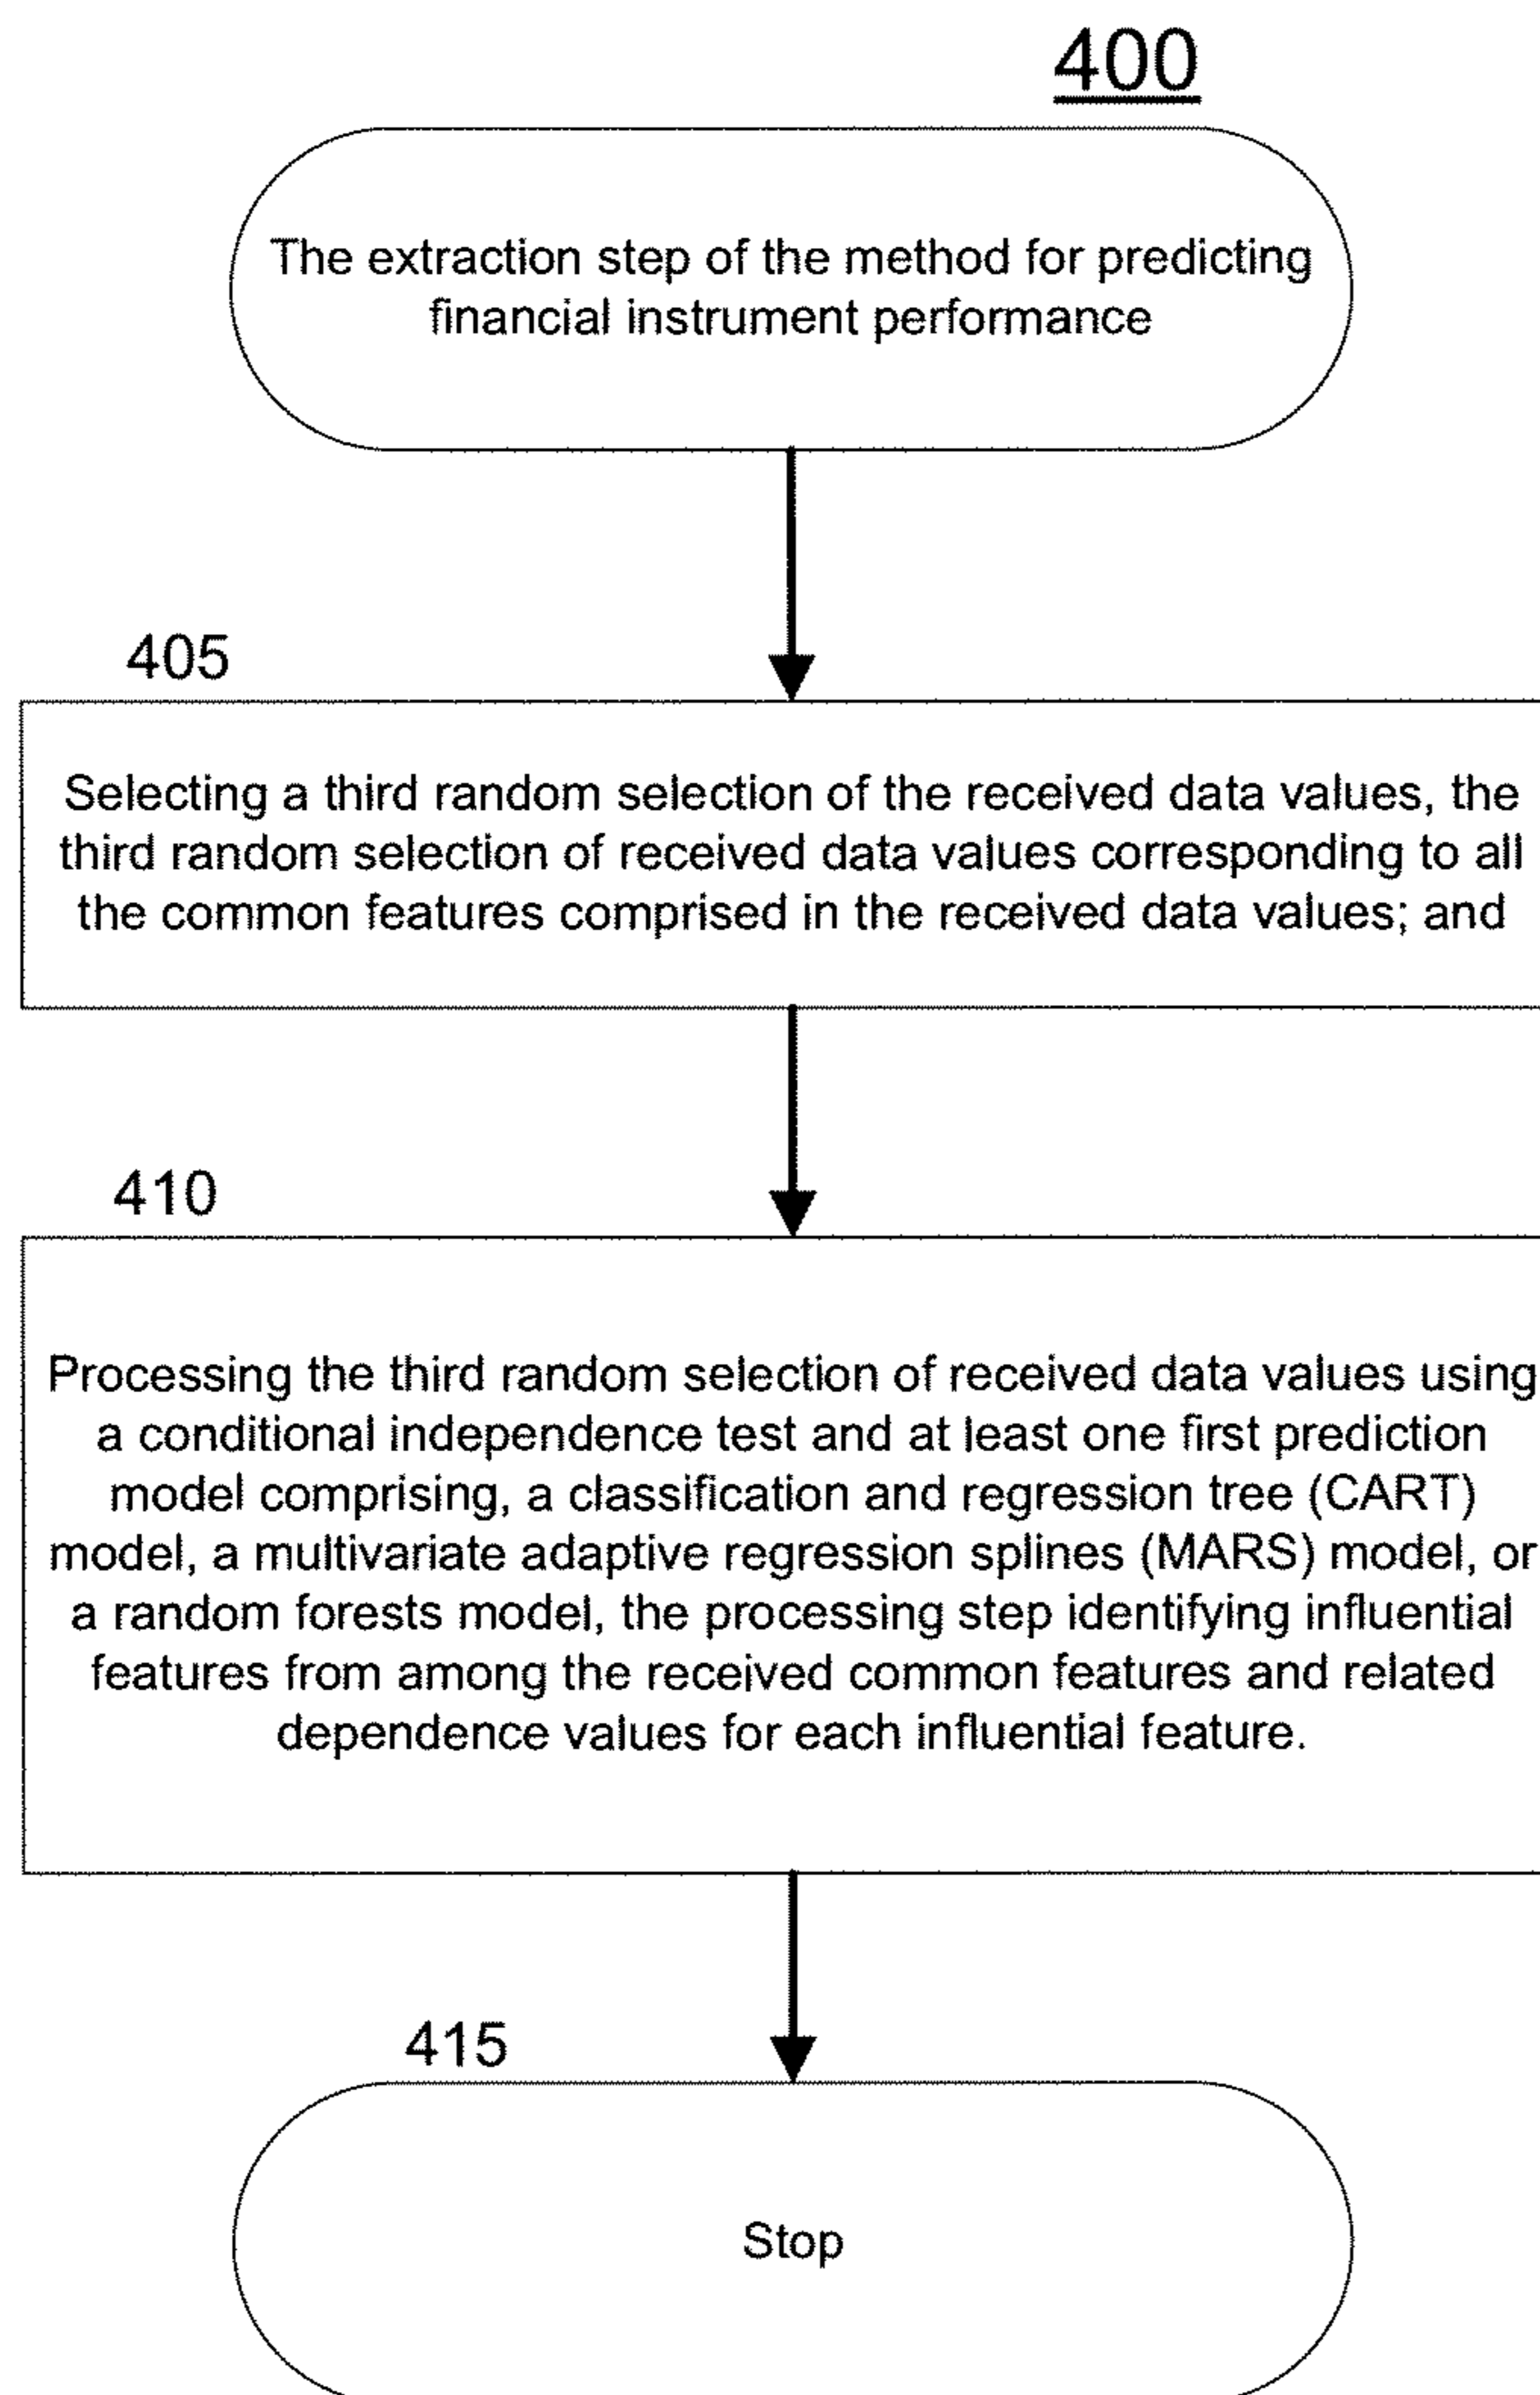 400
The extraction step of the method for predicting
financial instrument performance
405
Selecting a third random selection of the received data values, the
third random selection of received data values corresponding to all
the common features comprised in the received data values; and
410
Processing the third random selection of received data values using
a conditional independence test and at least one first prediction
model comprising, a classification and regression tree (CART)
model, a multivariate adaptive regression splines (MARS) model, or
a random forests model, the processing step identifying influential
features from among the received common features and related
dependence values for each influential feature.
415
Stop